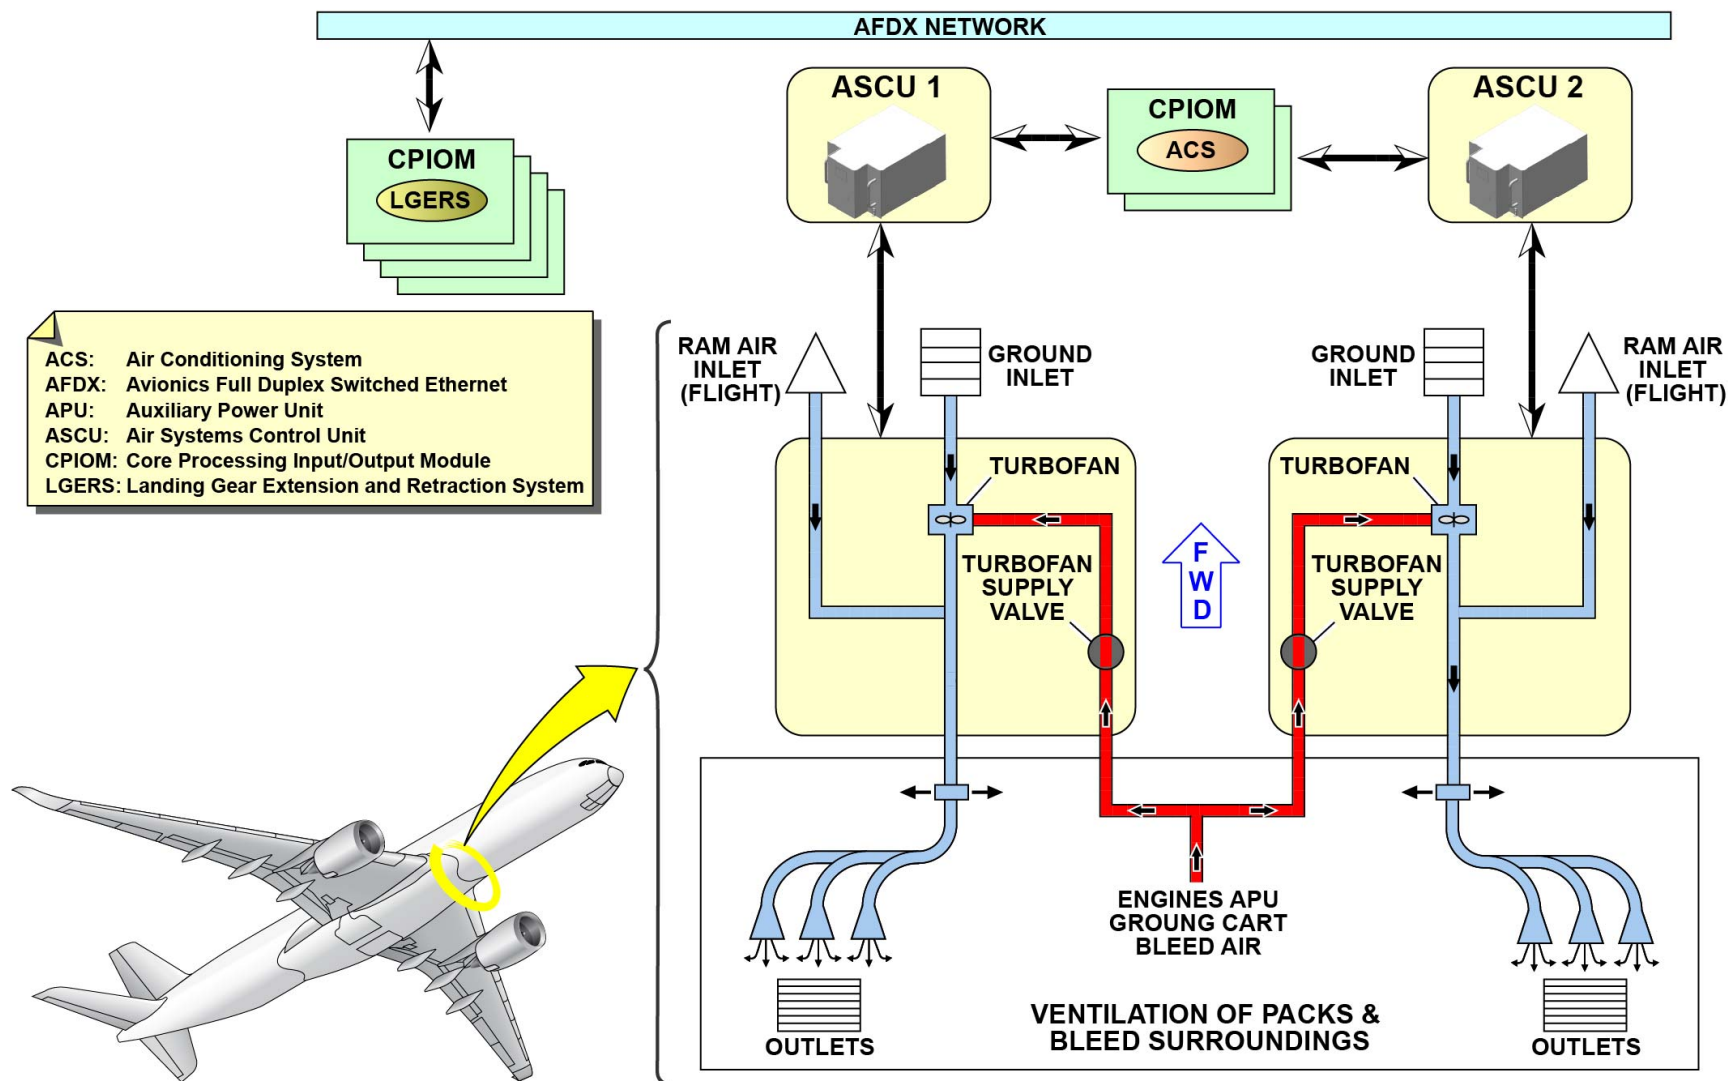 AFDX NETWORK
ASCU 1
ASCU 2
CPIOM
ACS
CPIOM
LGERS
ACS: Air Conditioning System
AFDX: Avionics Full Duplex Switched Ethernet
APU: Auxiliary Power Unit
ASCU: Air Systems Control Unit
CPIOM: Core Processing Input/Output Module
LGERS: Landing Gear Extension and Retraction System
RAM AIR
INLET
(FLIGHT)
GROUND
INLET
GROUND
INLET
RAM AIR
INLET
(FLIGHT)
TURBOFAN
TURBOFAN
TURBOFAN
SUPPLY
VALVE
F
W
D
TURBOFAN
SUPPLY
VALVE
ENGINES APU
GROUNG CART
BLEED AIR
VENTILATION OF PACKS &
BLEED SURROUNDINGS
OUTLETS
OUTLETS